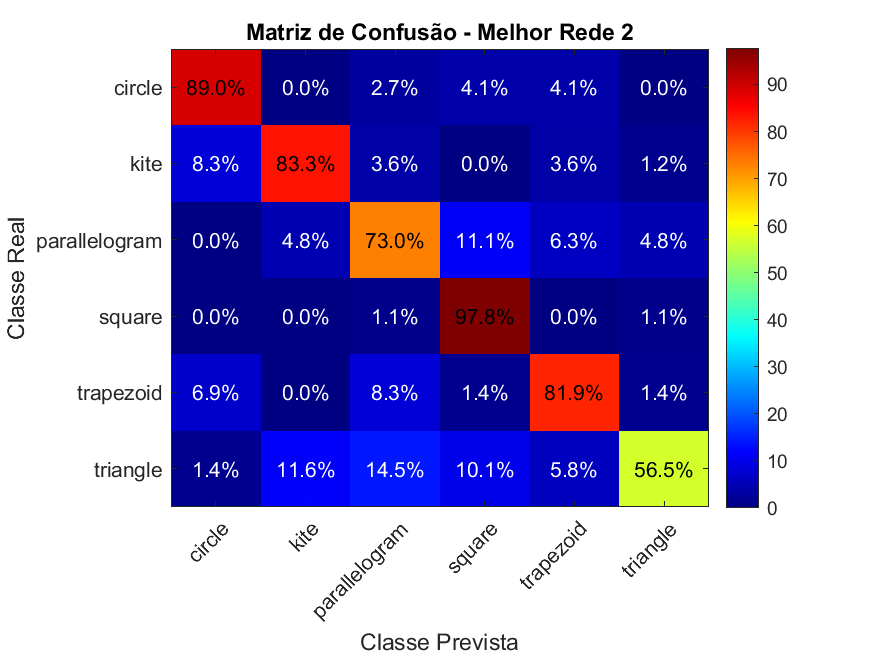 Matriz de Confusão - Melhor Rede 2
circle 89.0% 0.0% 2.7% 4.1% 4.1% 0.0%
kite 8.3% 83.3% 3.6% 0.0% 3.6% 1.2%
parallelogram 0.0% 4.8% 73.0% 11.1% 6.3% 4.8%
square 0.0% 0.0% 1.1% 97.8% 0.0% 1.1%
trapezoid 6.9% 0.0% 8.3% 1.4% 81.9% 1.4%
triangle 1.4% 11.6% 14.5% 10.1% 5.8% 56.5%
circle kite parallelogram square trapezoid triangle
Classe Prevista
Classe Real
90
80
70
60
50
40
30
20
10
0